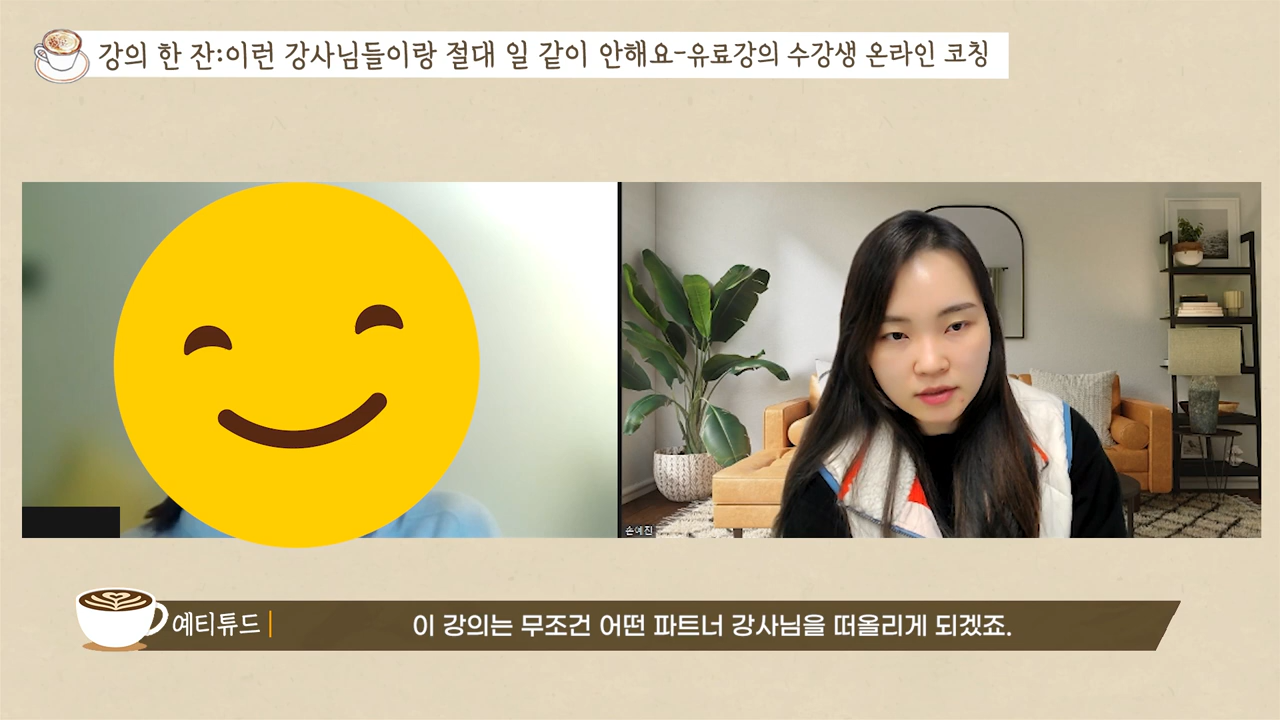 강의 한 잔:이런 강사님들이랑 절대 일 같이 안해요-유료강의 수강생 온라인 코칭
손예진
예티튜드
이 강의는 무조건 어떤 파트너 강사님을 떠올리게 되겠죠.